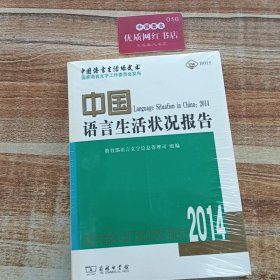 016
优质网红书店
中国语言生活绿皮书
国家语言文字工作委员会发布
中国
Language Situation in China: 2014
语言生活状况报告
教育部语言文字信息管理司 组编
2014
商务印书馆